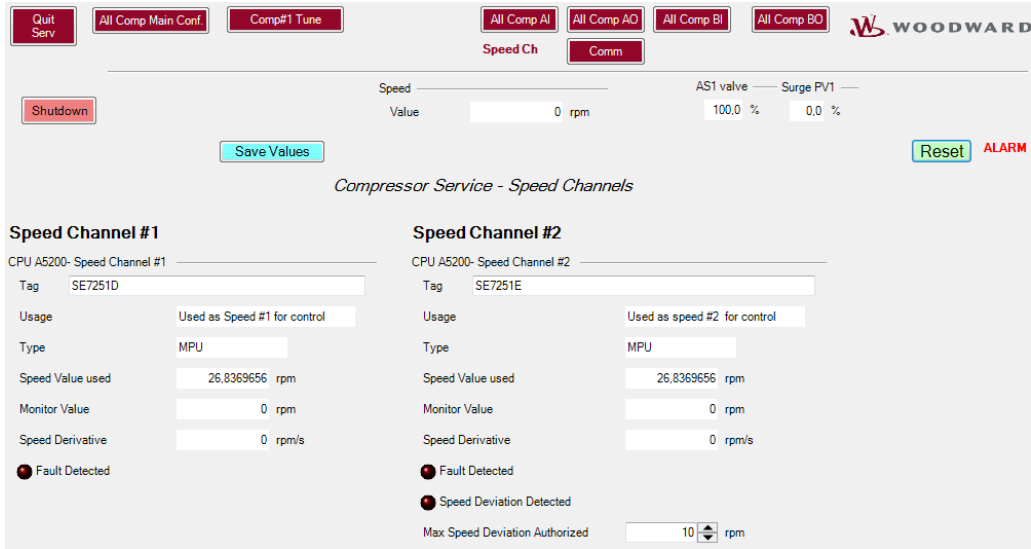 Quit Serv
All Comp Main Conf.
Comp#1 Tune
All Comp AI
All Comp AO
All Comp BI
All Comp BO
WOODWARD
Speed Ch
Comm
Speed
AS1 valve
Surge PV1
Shutdown
Value 0 rpm
100,0 %
0,0 %
Save Values
Reset
ALARM
Compressor Service - Speed Channels
Speed Channel #1
CPU A5200- Speed Channel #1
Tag SE7251D
Usage Used as Speed #1 for control
Type MPU
Speed Value used 26,8369656 rpm
Monitor Value 0 rpm
Speed Derivative 0 rpm/s
Fault Detected
Speed Channel #2
CPU A5200- Speed Channel #2
Tag SE7251E
Usage Used as speed #2 for control
Type MPU
Speed Value used 26,8369656 rpm
Monitor Value 0 rpm
Speed Derivative 0 rpm/s
Fault Detected
Speed Deviation Detected
Max Speed Deviation Authorized 10 rpm